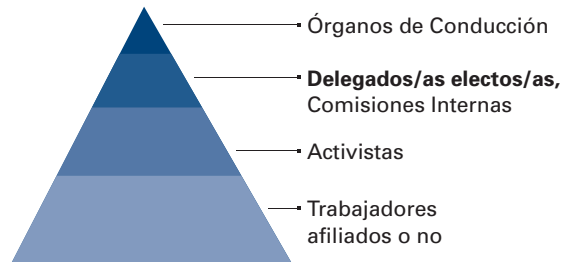 Órganos de Conducción
Delegados/as electos/as,
Comisiones Internas
Activistas
Trabajadores
afiliados o no